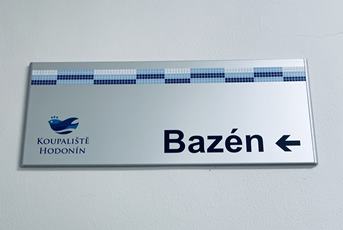 Koupaliště
Hodonín
Bazén ←